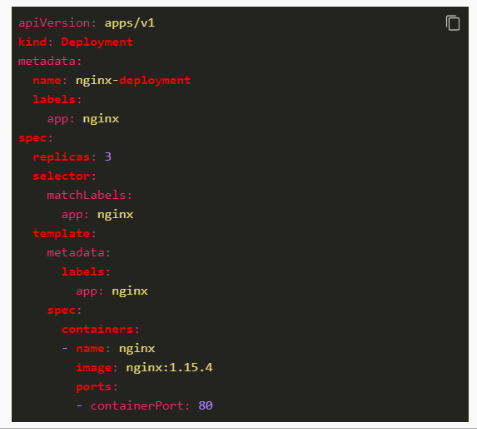 apiVersion: apps/v1
kind: Deployment
metadata:
  name: nginx-deployment
  labels:
    app: nginx
spec:
  replicas: 3
  selector:
    matchLabels:
      app: nginx
  template:
    metadata:
      labels:
        app: nginx
    spec:
      containers:
      - name: nginx
        image: nginx:1.15.4
        ports:
        - containerPort: 80